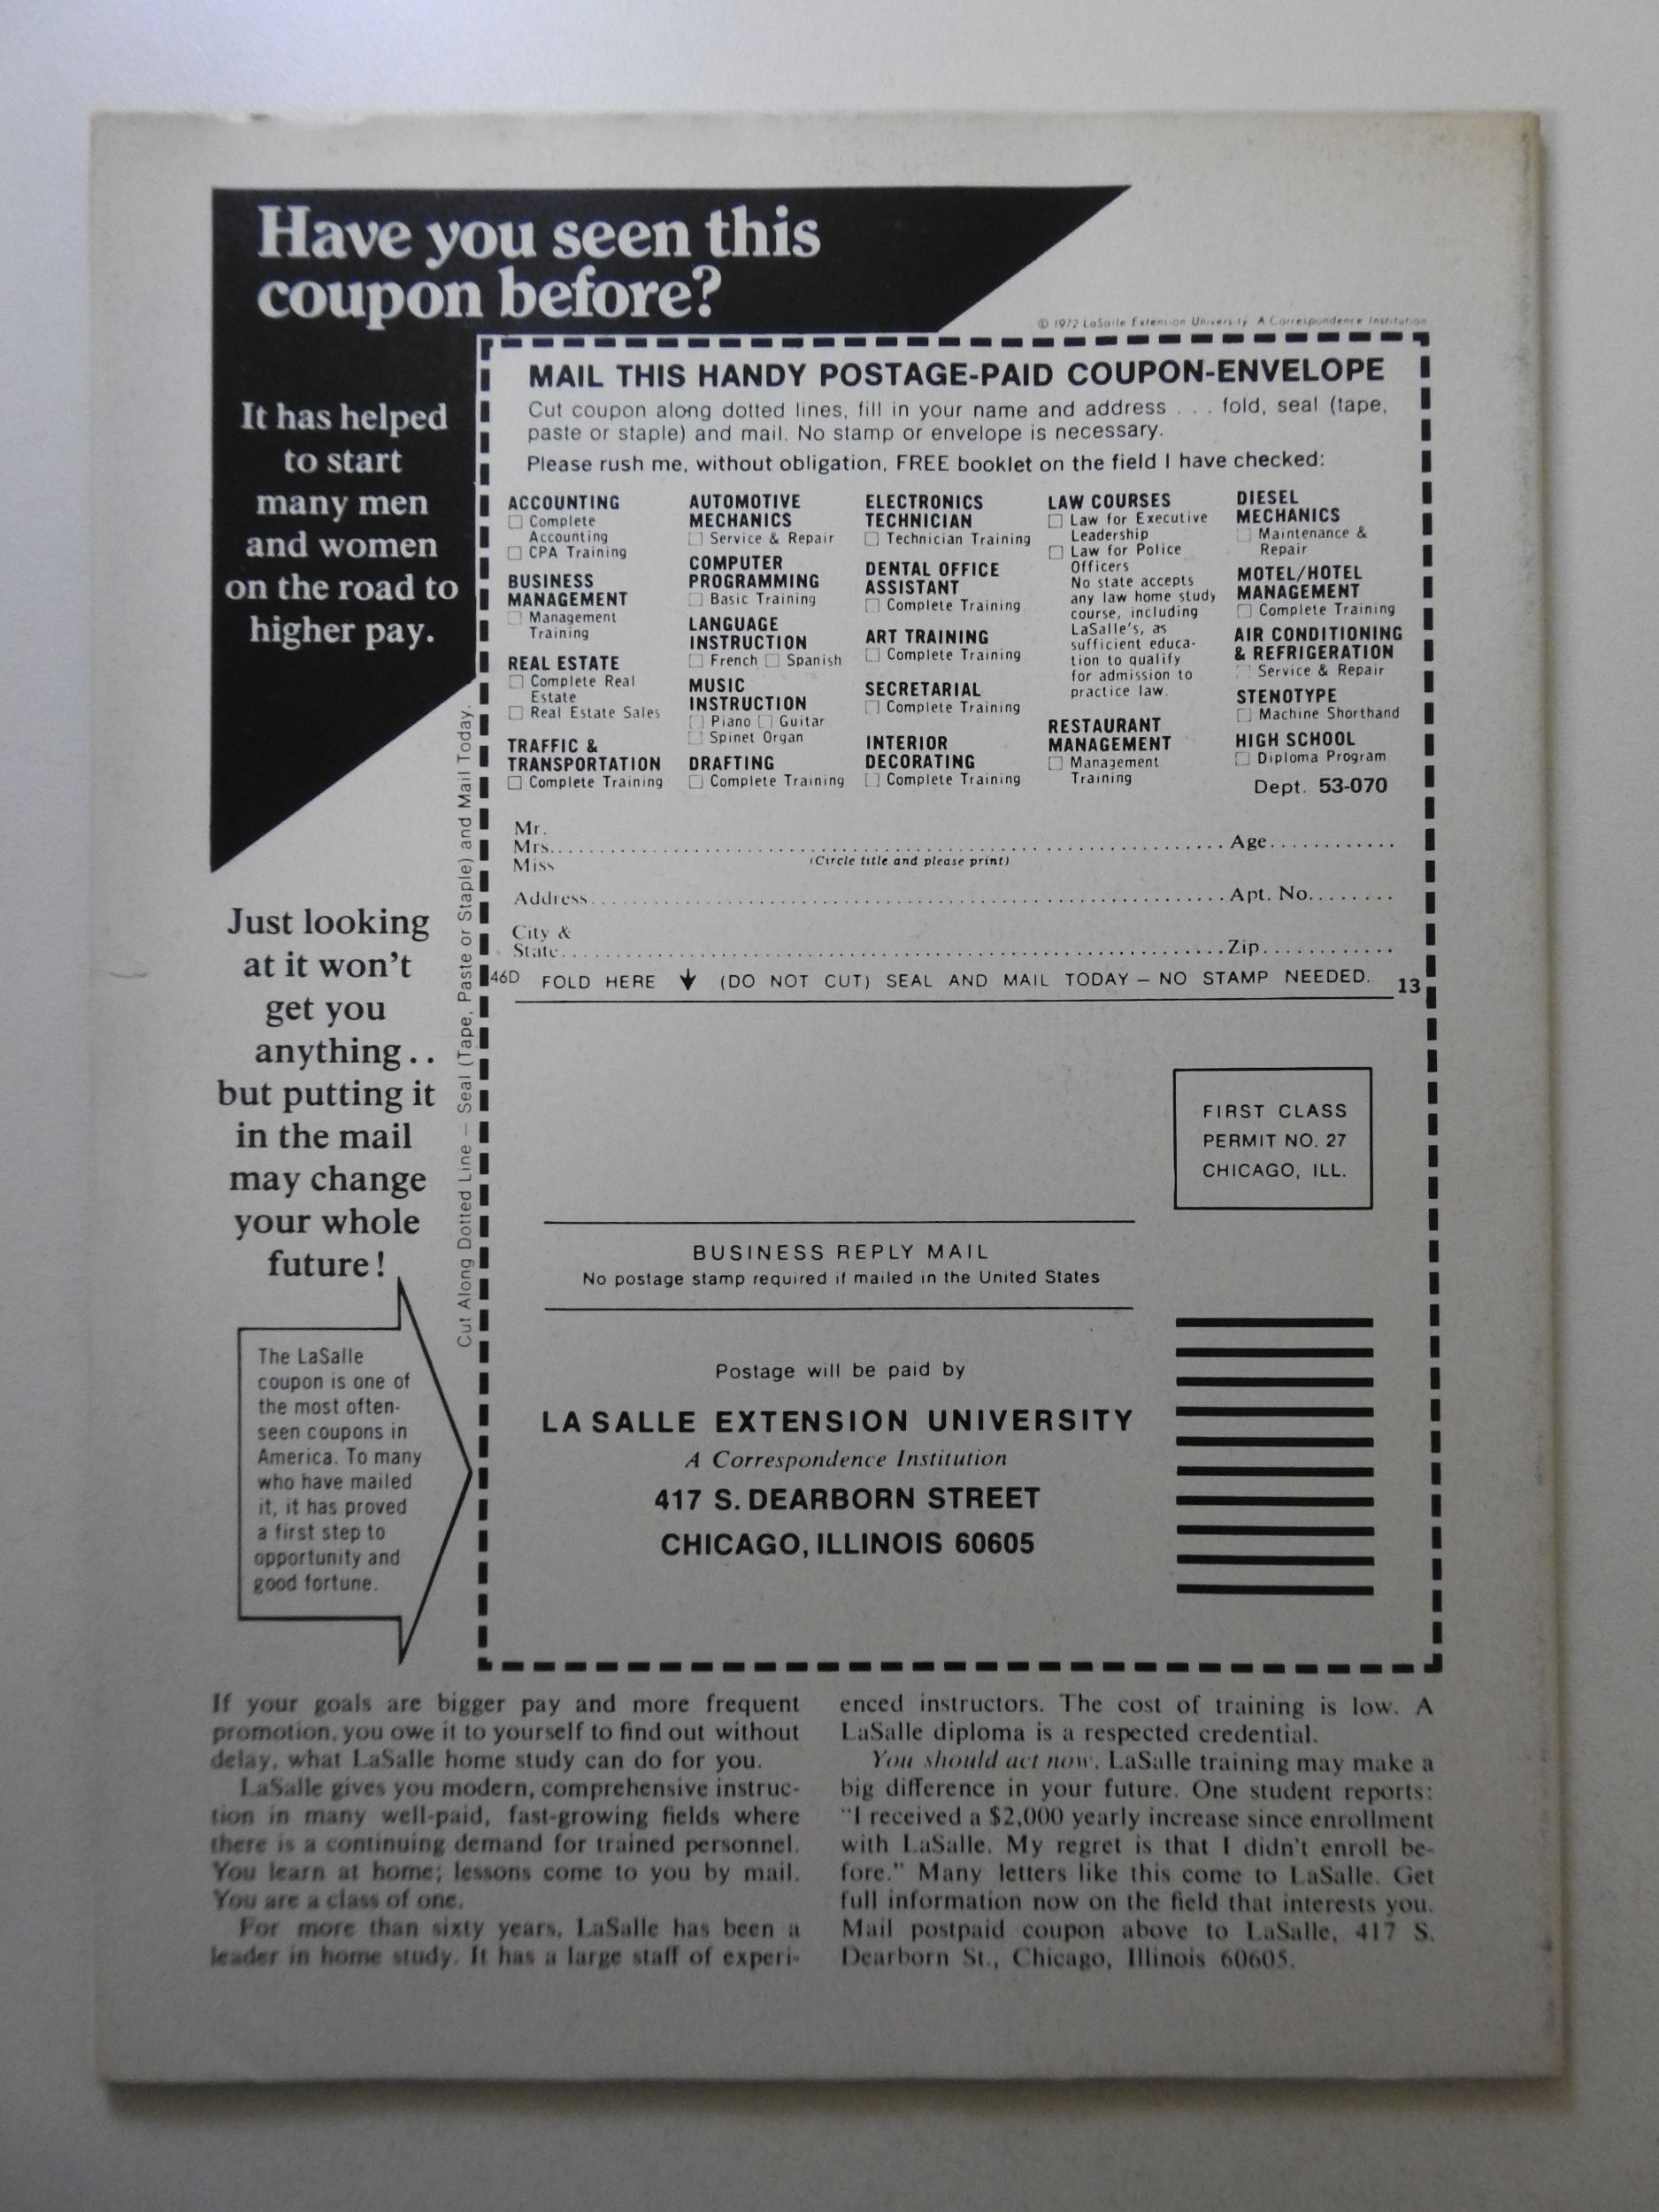 Have you seen this
coupon before?
It has helped
to start
many men
and women
on the road to
higher pay.
Just looking
at it won't
get you
anything..
but putting it
in the mail
may change
your whole
future!
The LaSalle
coupon is one of
the most often-
seen coupons in
America. To many
who have mailed
it, it has proved
a first step to
opportunity and
good fortune.
Cut Along Dotted Line — Seal (Tape, Paste or Staple) and Mail Today.
© 1972 LaSalle Extension University A Correspondence Institution
MAIL THIS HANDY POSTAGE-PAID COUPON-ENVELOPE
Cut coupon along dotted lines, fill in your name and address . . . fold, seal (tape,
paste or staple) and mail. No stamp or envelope is necessary.
Please rush me, without obligation, FREE booklet on the field I have checked:
ACCOUNTING
☐ Complete
Accounting
☐ CPA Training
BUSINESS
MANAGEMENT
☐ Management
Training
REAL ESTATE
☐ Complete Real
Estate
☐ Real Estate Sales
TRAFFIC &
TRANSPORTATION
☐ Complete Training
AUTOMOTIVE
MECHANICS
☐ Service & Repair
COMPUTER
PROGRAMMING
☐ Basic Training
LANGUAGE
INSTRUCTION
☐ French ☐ Spanish
MUSIC
INSTRUCTION
☐ Piano ☐ Guitar
☐ Spinet Organ
DRAFTING
☐ Complete Training
ELECTRONICS
TECHNICIAN
☐ Technician Training
DENTAL OFFICE
ASSISTANT
☐ Complete Training
ART TRAINING
☐ Complete Training
SECRETARIAL
☐ Complete Training
INTERIOR
DECORATING
☐ Complete Training
LAW COURSES
☐ Law for Executive
Leadership
☐ Law for Police
Officers
No state accepts
any law home study
course, including
LaSalle's, as
sufficient educa-
tion to qualify
for admission to
practice law.
RESTAURANT
MANAGEMENT
☐ Management
Training
DIESEL
MECHANICS
☐ Maintenance &
Repair
MOTEL/HOTEL
MANAGEMENT
☐ Complete Training
AIR CONDITIONING
& REFRIGERATION
☐ Service & Repair
STENOTYPE
☐ Machine Shorthand
HIGH SCHOOL
☐ Diploma Program
Dept. 53-070
Mr.
Mrs. Age
Miss (Circle title and please print)
Address Apt. No.
City &
State Zip
46D FOLD HERE ↓ (DO NOT CUT) SEAL AND MAIL TODAY — NO STAMP NEEDED. 13
FIRST CLASS
PERMIT NO. 27
CHICAGO, ILL.
BUSINESS REPLY MAIL
No postage stamp required if mailed in the United States
Postage will be paid by
LA SALLE EXTENSION UNIVERSITY
A Correspondence Institution
417 S. DEARBORN STREET
CHICAGO, ILLINOIS 60605
If your goals are bigger pay and more frequent
promotion, you owe it to yourself to find out without
delay, what LaSalle home study can do for you.
LaSalle gives you modern, comprehensive instruc-
tion in many well-paid, fast-growing fields where
there is a continuing demand for trained personnel.
You learn at home; lessons come to you by mail.
You are a class of one.
For more than sixty years, LaSalle has been a
leader in home study. It has a large staff of experi-
enced instructors. The cost of training is low. A
LaSalle diploma is a respected credential.
You should act now. LaSalle training may make a
big difference in your future. One student reports:
"I received a $2,000 yearly increase since enrollment
with LaSalle. My regret is that I didn't enroll be-
fore." Many letters like this come to LaSalle. Get
full information now on the field that interests you.
Mail postpaid coupon above to LaSalle, 417 S.
Dearborn St., Chicago, Illinois 60605.